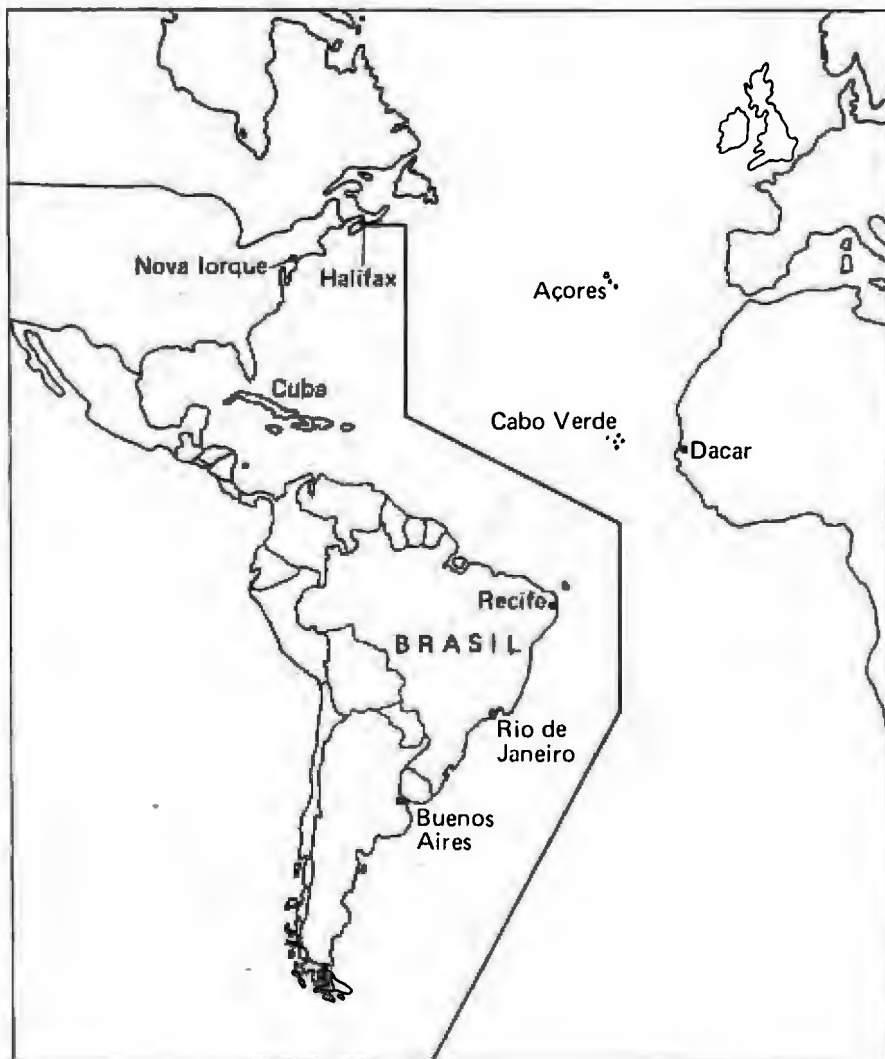 Nova Iorque
Halifax
Açores
Cuba
Cabo Verde
Dacar
Recife
BRASIL
Rio de
Janeiro
Buenos
Aires